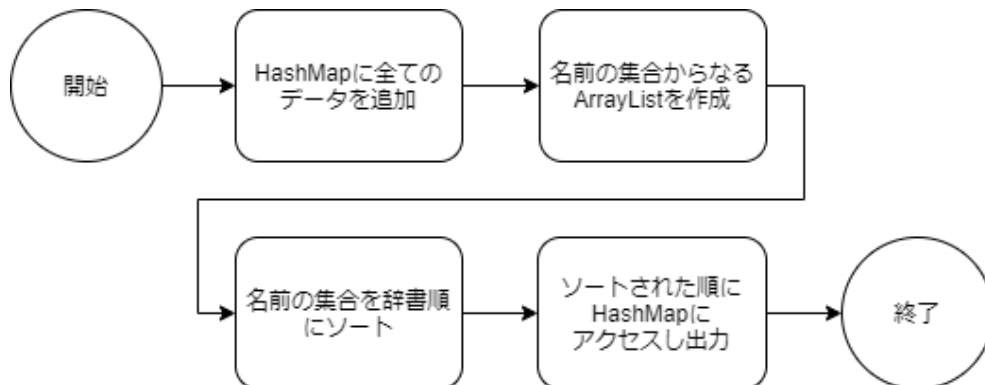 開始
HashMapに全ての
データを追加
名前の集合からなる
ArrayListを作成
名前の集合を辞書順
にソート
ソートされた順に
HashMapに
アクセスし出力
終了